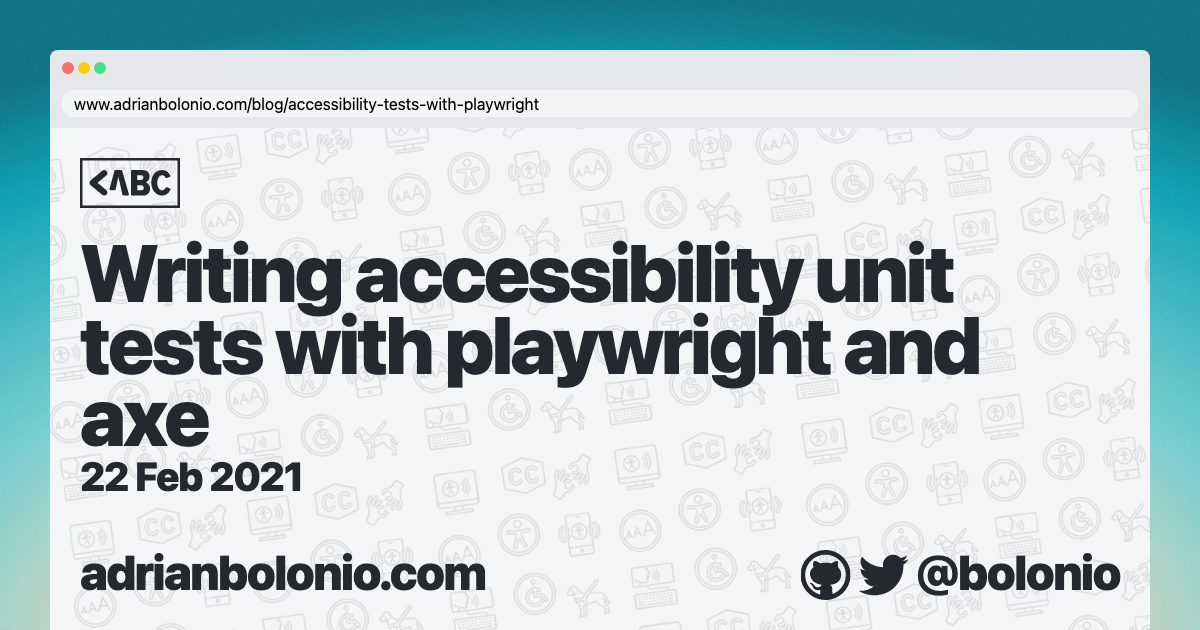 www.adrianbolonio.com/blog/accessibility-tests-with-playwright
<ΛBC
Writing accessibility unit
tests with playwright and
axe
22 Feb 2021
adrianbolonio.com
@bolonio